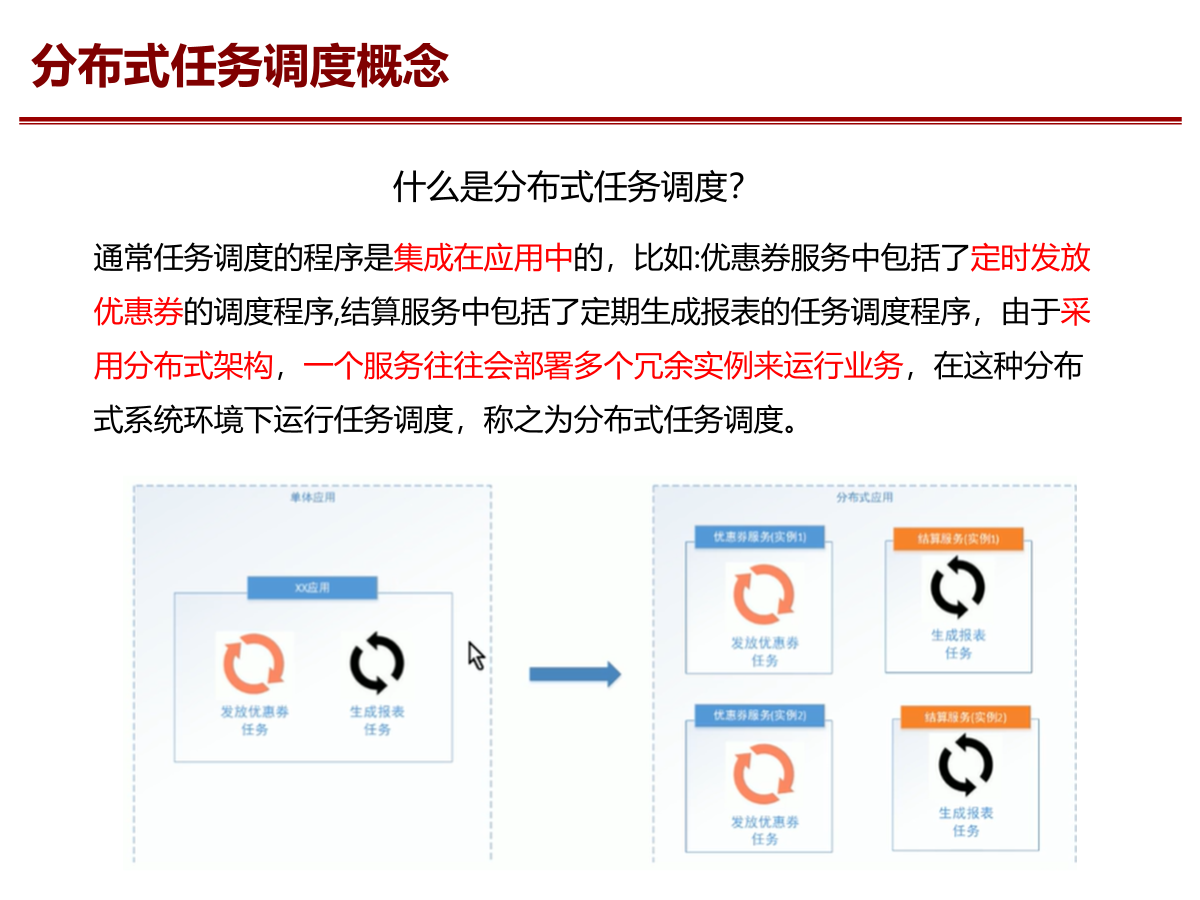 分布式任务调度概念
什么是分布式任务调度?
通常任务调度的程序是集成在应用中的，比如:优惠券服务中包括了定时发放
优惠券的调度程序,结算服务中包括了定期生成报表的任务调度程序，由于采
用分布式架构，一个服务往往会部署多个冗余实例来运行业务，在这种分布
式系统环境下运行任务调度，称之为分布式任务调度。
单体应用
XX应用
发放优惠券
任务
生成报表
任务
分布式应用
优惠券服务(实例1)
发放优惠券
任务
结算服务(实例1)
生成报表
任务
优惠券服务(实例2)
发放优惠券
任务
结算服务(实例2)
生成报表
任务